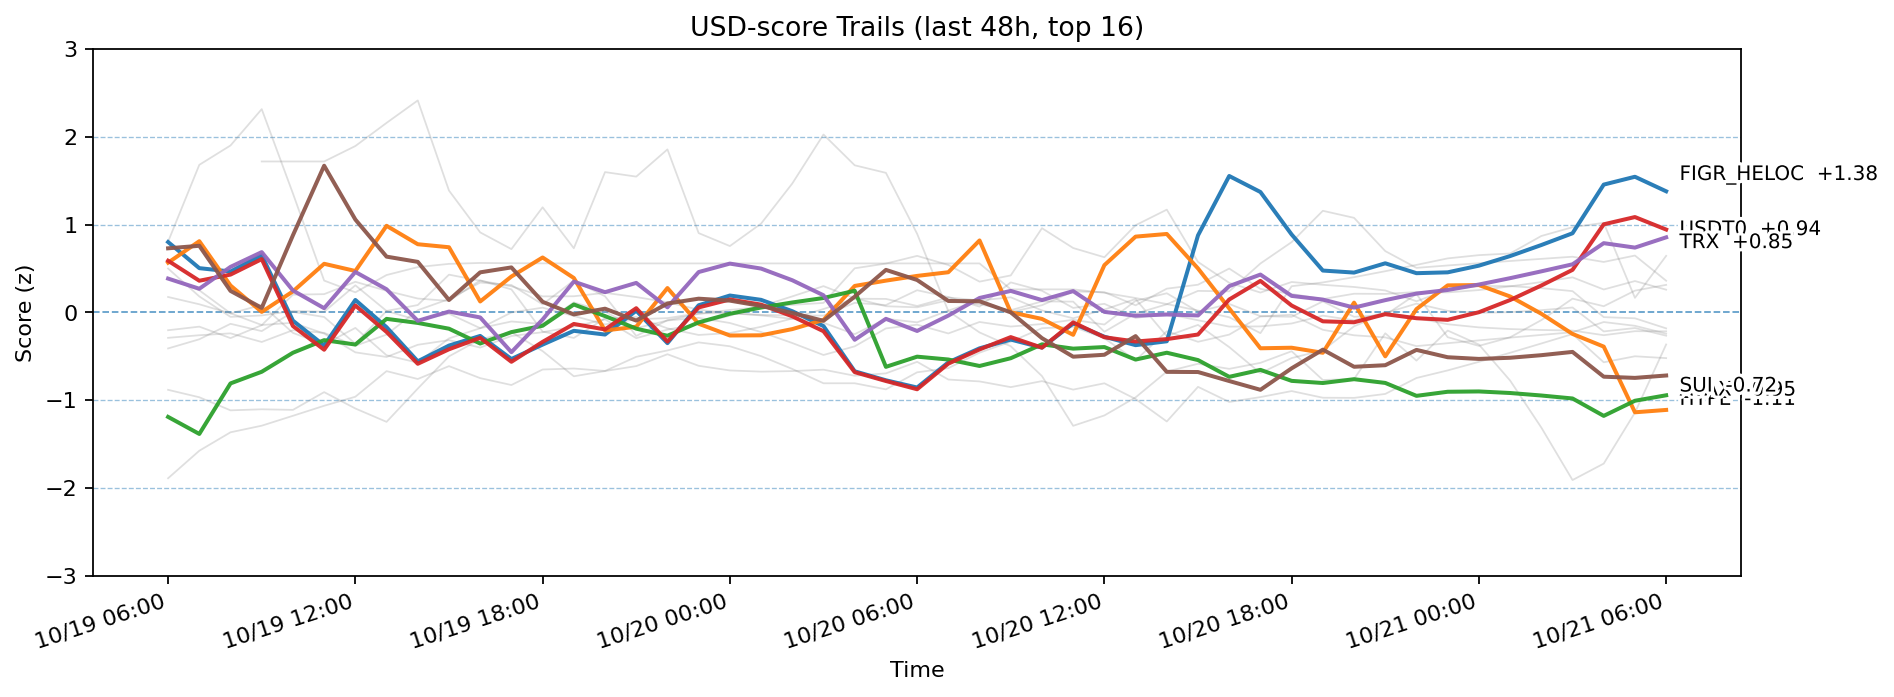 USD-score Trails (last 48h, top 16)
Score (z)
3
2
1
0
−1
−2
−3
FIGR_HELOC +1.38
USDT0 +0.94
TRX +0.85
SUI -0.72
HYPE -1.11
10/19 06:00
10/19 12:00
10/19 18:00
10/20 00:00
10/20 06:00
10/20 12:00
10/20 18:00
10/21 00:00
10/21 06:00
Time